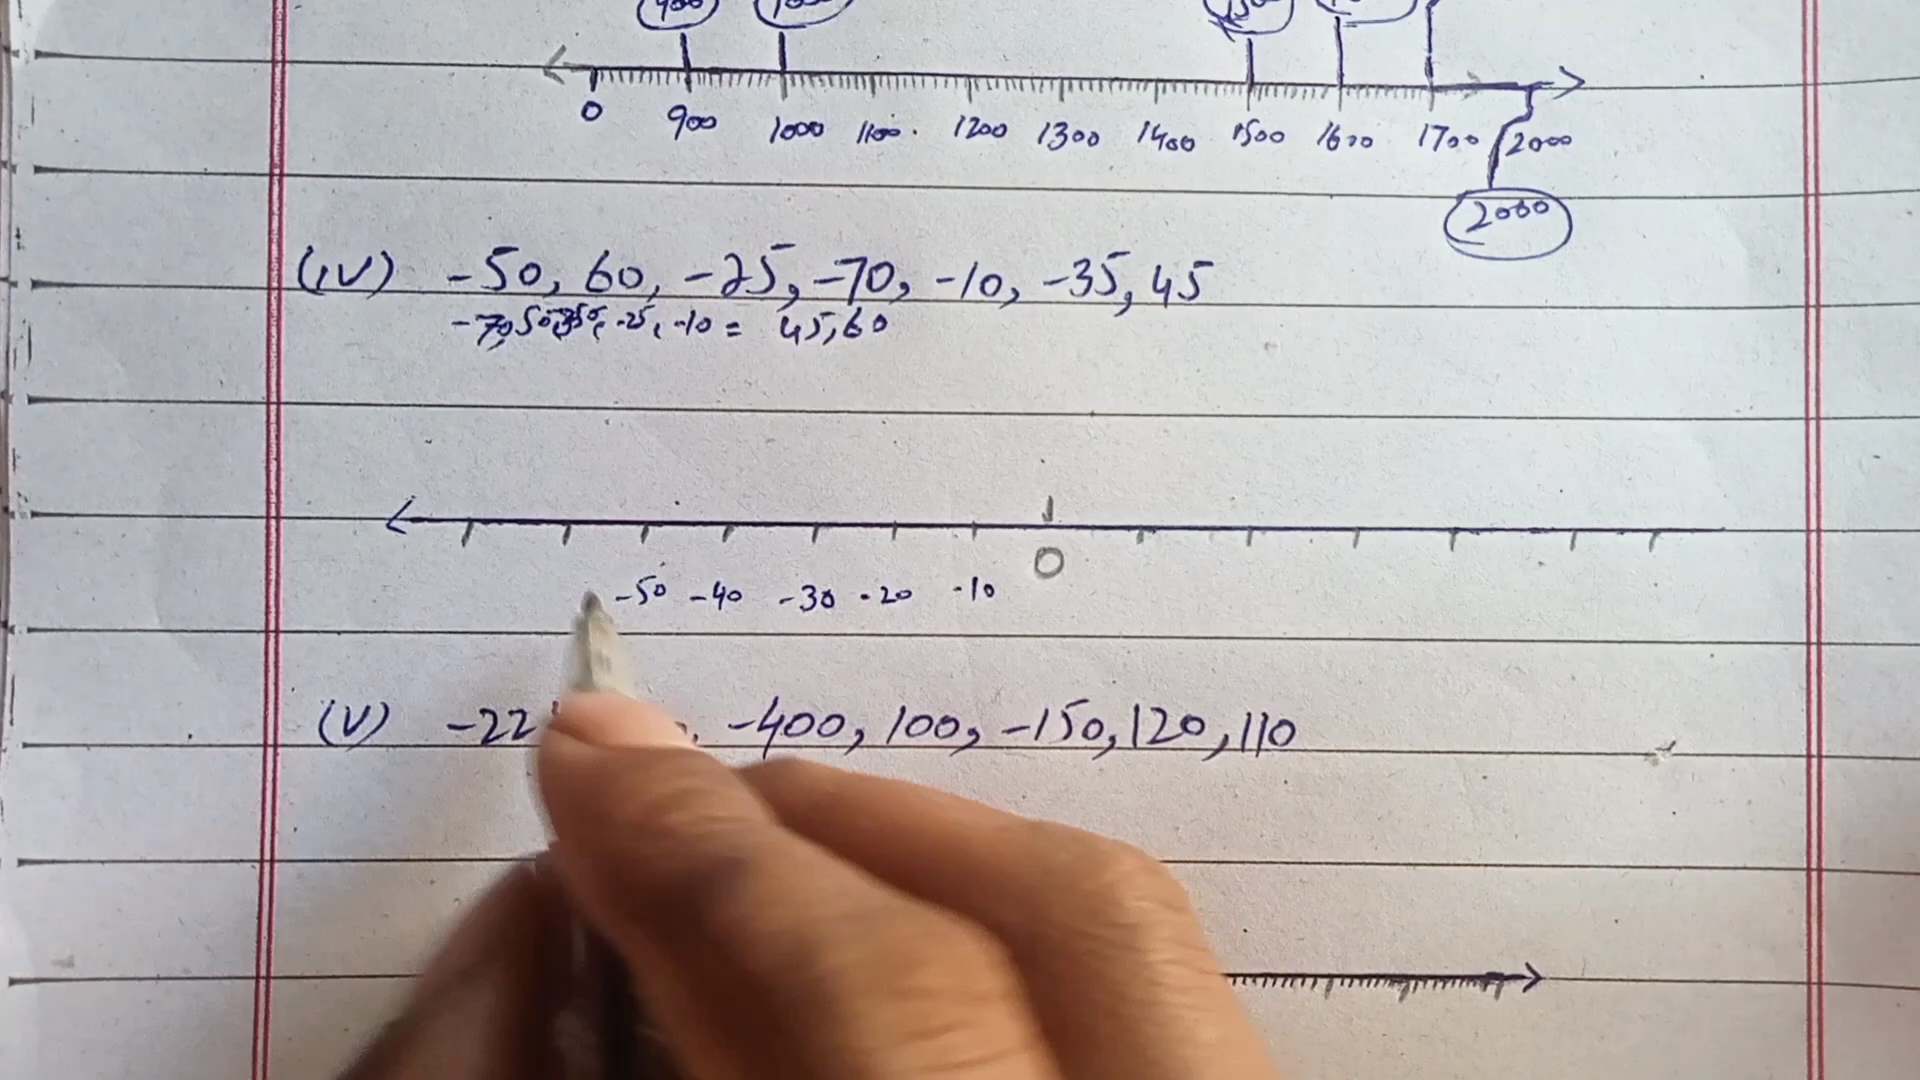 0 900 1000 1100. 1200 1300 1400 1500 1600 1700 2000
2000
(iv) -50, 60, -25, -70, -10, -35, 45
-25, -10 = 45, 60
0
-50 -40 -30 -20 -10
(v) -400, 100, -150, 120, 110